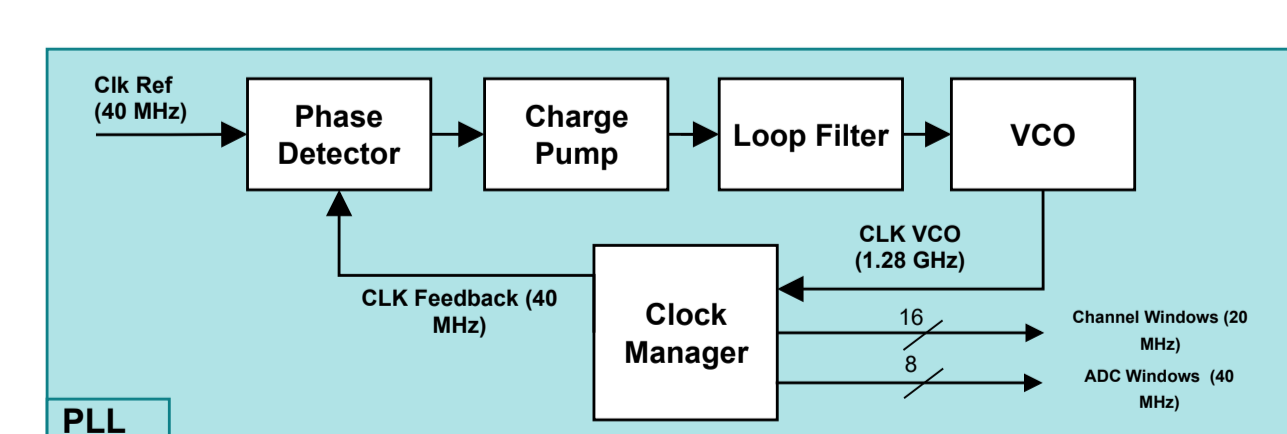 Clk Ref
(40 MHz)
Phase
Detector
Charge
Pump
Loop Filter
VCO
CLK VCO
(1.28 GHz)
CLK Feedback (40
MHz)
Clock
Manager
16
Channel Windows (20
MHz)
8
ADC Windows (40
MHz)
PLL